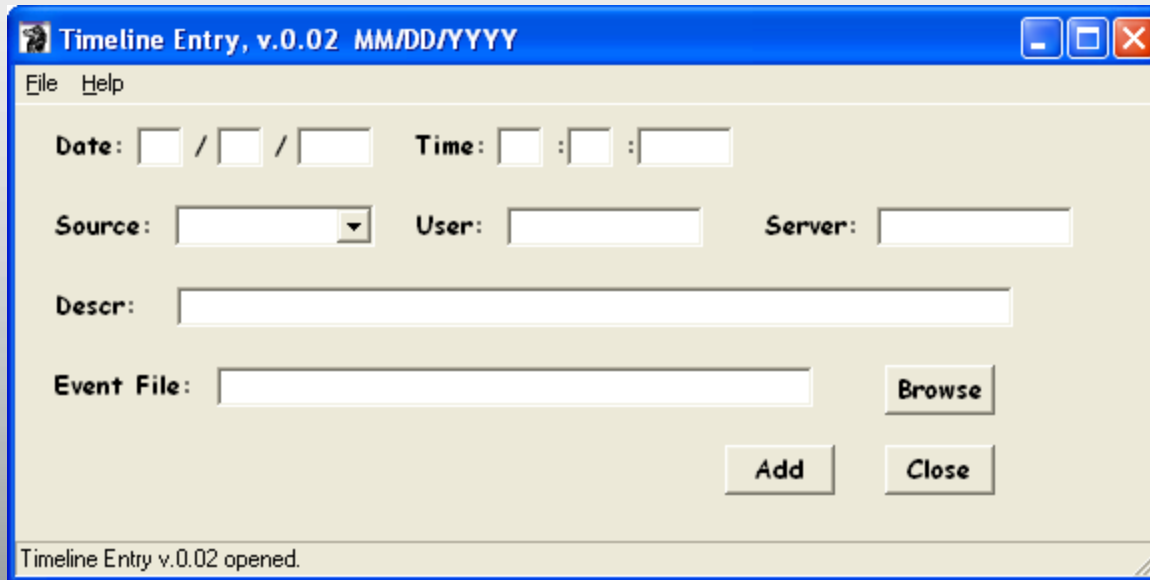 Timeline Entry, v.0.02 MM/DD/YYYY
File Help
Date: / / Time: : :
Source: User: Server:
Descr:
Event File: Browse
Add Close
Timeline Entry v.0.02 opened.